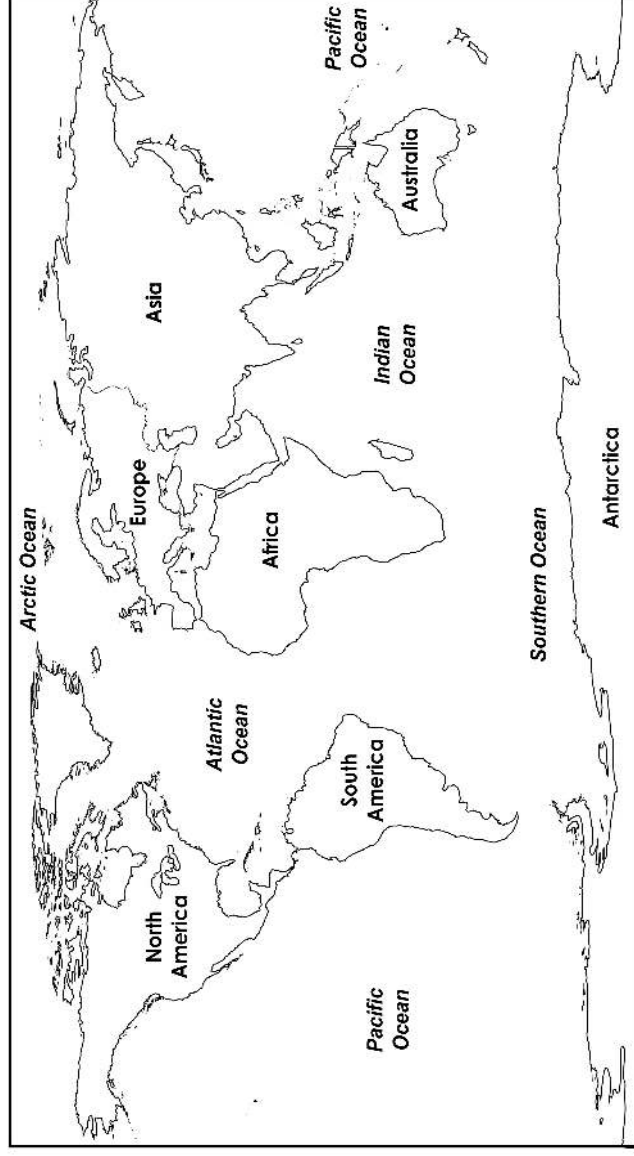 Arctic Ocean
Europe
Asia
North
America
Atlantic
Ocean
Africa
Pacific
Ocean
South
America
Indian
Ocean
Australia
Pacific
Ocean
Southern Ocean
Antarctica